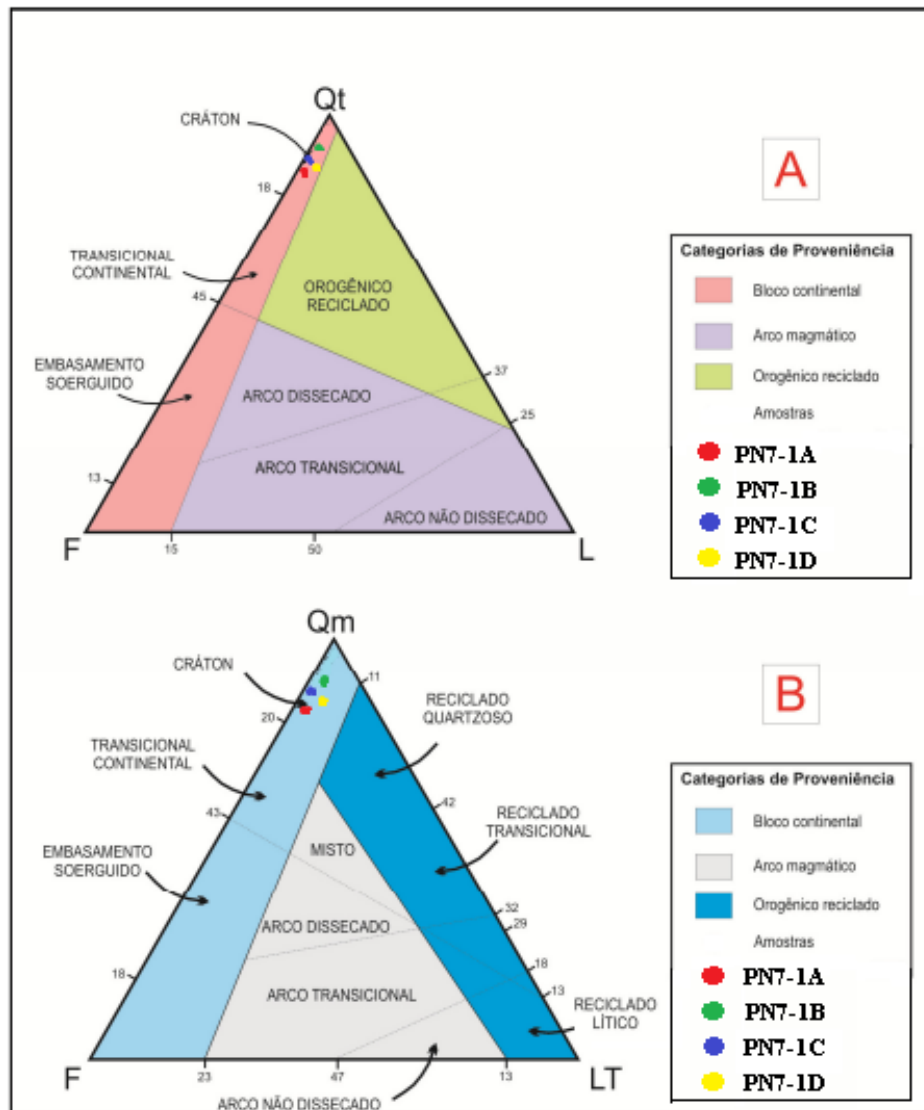 Qt
CRÁTON
A
18
TRANSICIONAL
CONTINENTAL
OROGÊNICO
RECICLADO
45
EMBASAMENTO
SOERGUIDO
ARCO DISSECADO
37
25
ARCO TRANSICIONAL
13
ARCO NÃO DISSECADO
F
15
50
L
Categorias de Proveniência
Bloco continental
Arco magmático
Orogênico reciclado
Amostras
PN7-1A
PN7-1B
PN7-1C
PN7-1D
Qm
CRÁTON
B
11
20
RECICLADO
QUARTZOSO
TRANSICIONAL
CONTINENTAL
43
42
RECICLADO
TRANSICIONAL
EMBASAMENTO
SOERGUIDO
MISTO
32
29
ARCO DISSECADO
18
18
13
ARCO TRANSICIONAL
RECICLADO
LÍTICO
F
23
47
13
LT
ARCO NÃO DISSECADO
Categorias de Proveniência
Bloco continental
Arco magmático
Orogênico reciclado
Amostras
PN7-1A
PN7-1B
PN7-1C
PN7-1D